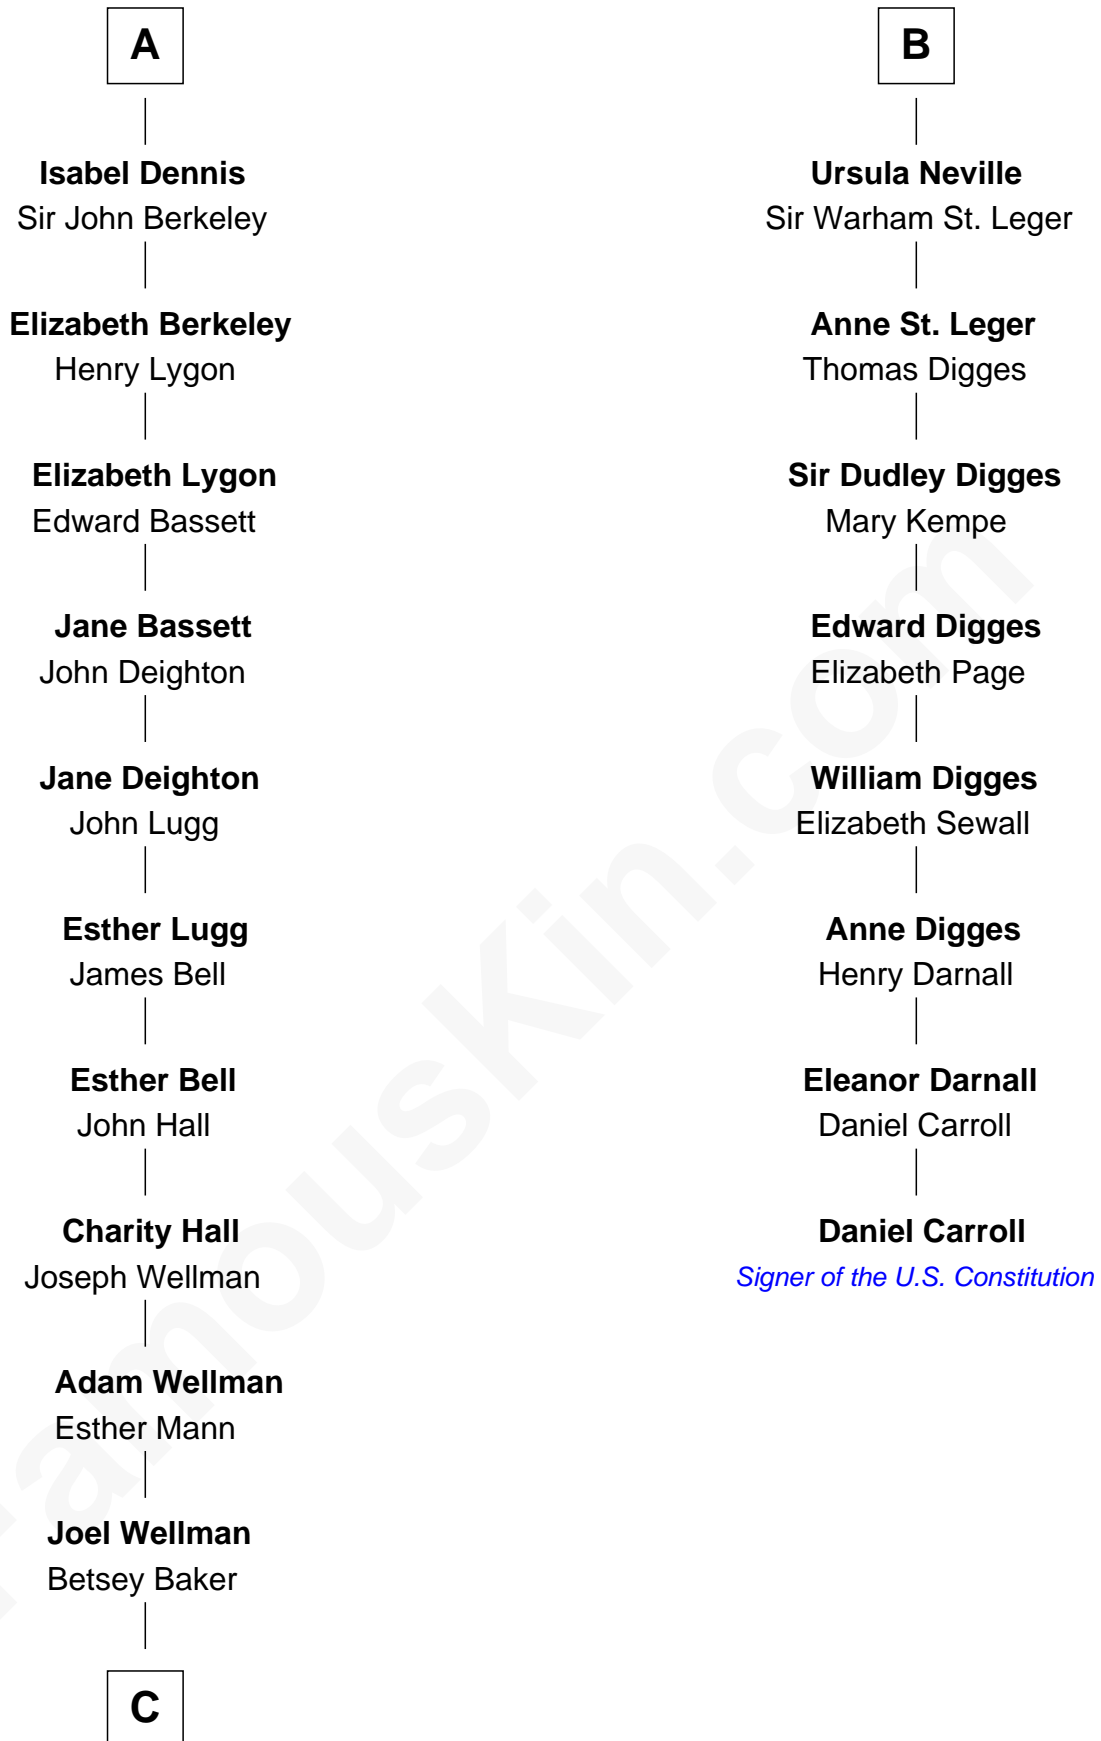 A
Isabel Dennis
Sir John Berkeley
Elizabeth Berkeley
Henry Lygon
Elizabeth Lygon
Edward Bassett
Jane Bassett
John Deighton
Jane Deighton
John Lugg
Esther Lugg
James Bell
Esther Bell
John Hall
Charity Hall
Joseph Wellman
Adam Wellman
Esther Mann
Joel Wellman
Betsey Baker
C
B
Ursula Neville
Sir Warham St. Leger
Anne St. Leger
Thomas Digges
Sir Dudley Digges
Mary Kempe
Edward Digges
Elizabeth Page
William Digges
Elizabeth Sewall
Anne Digges
Henry Darnall
Eleanor Darnall
Daniel Carroll
Daniel Carroll
Signer of the U.S. Constitution
FamousKin.com